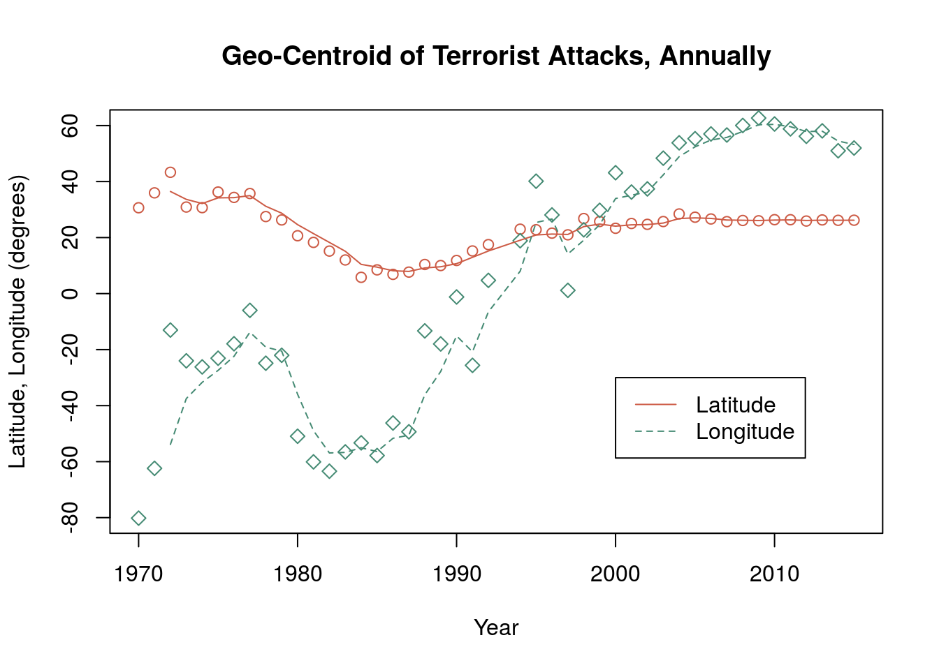 Geo-Centroid of Terrorist Attacks, Annually
Latitude, Longitude (degrees)
60
40
20
0
-20
-40
-60
-80
Latitude
Longitude
1970 1980 1990 2000 2010
Year